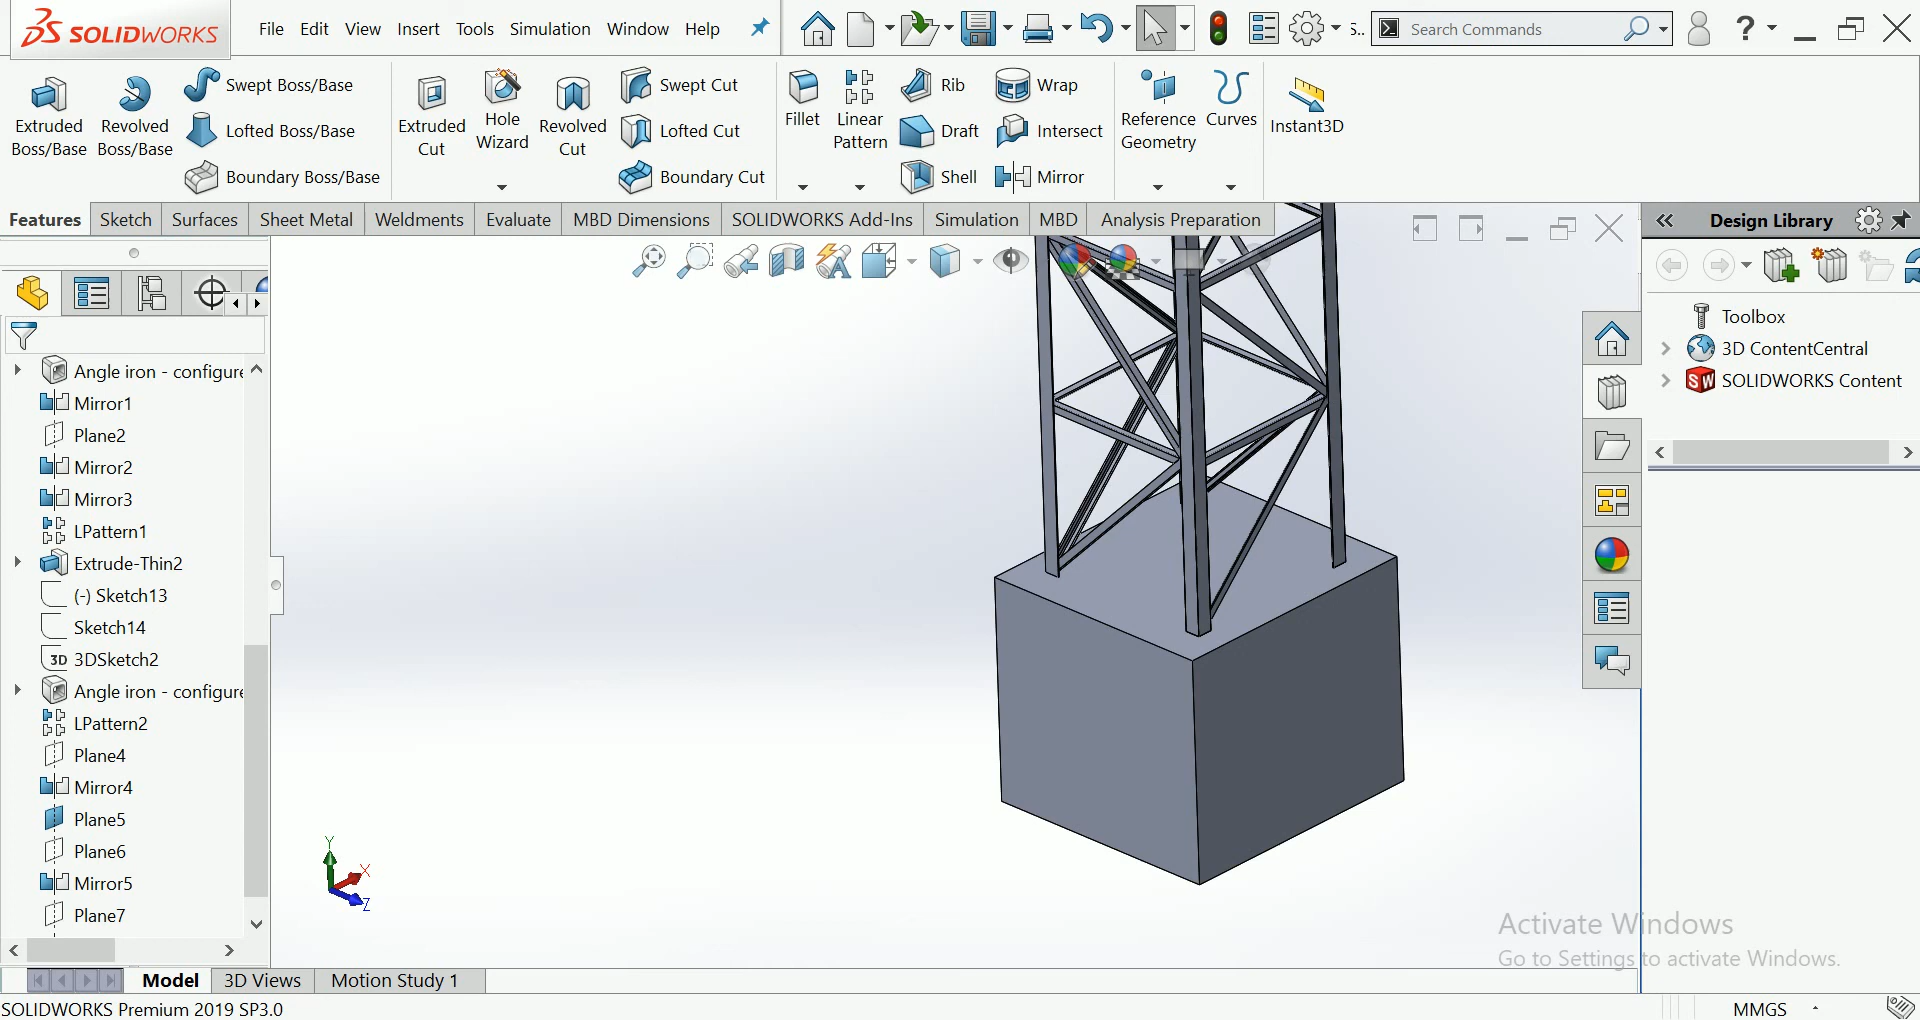 SOLIDWORKS
File Edit View Insert Tools Simulation Window Help
S..
Search Commands
?
Extruded Boss/Base
Revolved Boss/Base
Swept Boss/Base
Lofted Boss/Base
Boundary Boss/Base
Extruded Cut
Hole Wizard
Revolved Cut
Swept Cut
Lofted Cut
Boundary Cut
Fillet
Linear Pattern
Rib
Draft
Shell
Wrap
Intersect
Mirror
Reference Geometry
Curves
Instant3D
Features Sketch Surfaces Sheet Metal Weldments Evaluate MBD Dimensions SOLIDWORKS Add-Ins Simulation MBD Analysis Preparation
Design Library
Toolbox
3D ContentCentral
SW SOLIDWORKS Content
Angle iron - configure
Mirror1
Plane2
Mirror2
Mirror3
LPattern1
Extrude-Thin2
(-) Sketch13
Sketch14
3D 3DSketch2
Angle iron - configure
LPattern2
Plane4
Mirror4
Plane5
Plane6
Mirror5
Plane7
Y
X
Z
Activate Windows
Go to Settings to activate Windows.
Model 3D Views Motion Study 1
SOLIDWORKS Premium 2019 SP3.0
MMGS